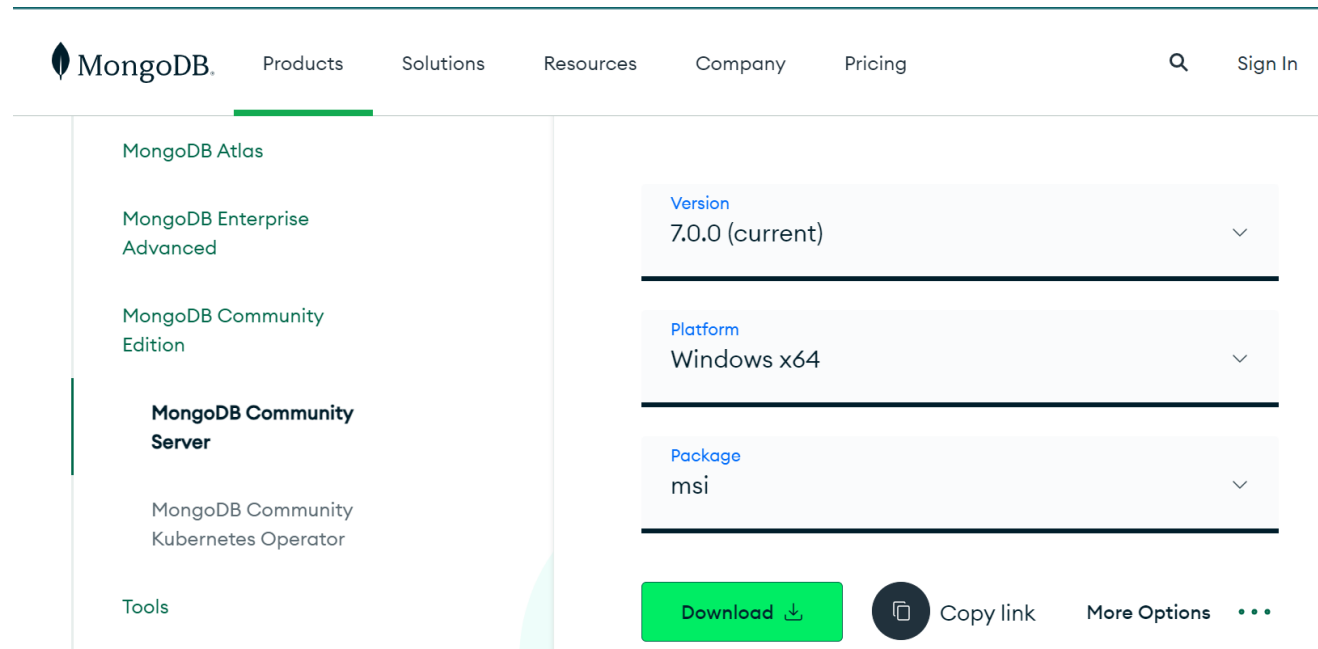 MongoDB.
Products
Solutions
Resources
Company
Pricing
Sign In
MongoDB Atlas
MongoDB Enterprise
Advanced
MongoDB Community
Edition
MongoDB Community
Server
MongoDB Community
Kubernetes Operator
Tools
Version
7.0.0 (current)
Platform
Windows x64
Package
msi
Download
Copy link
More Options